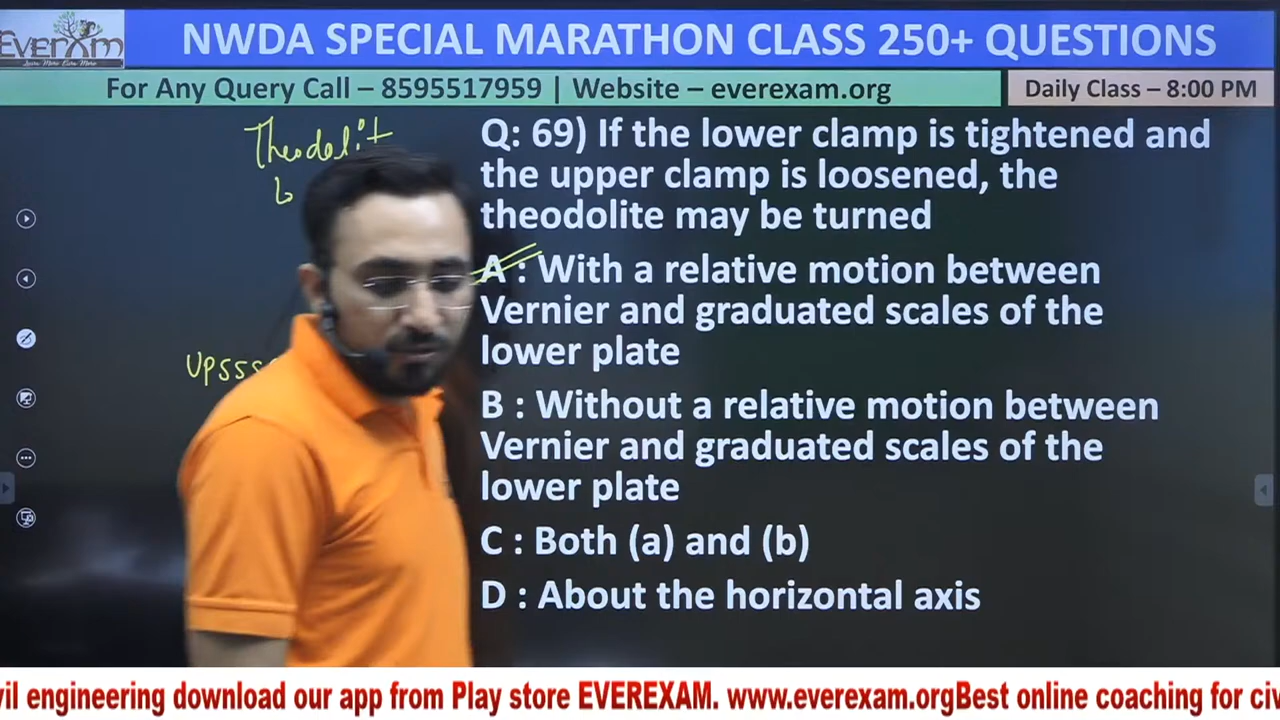 EVEREXAM
Learn More Earn More
NWDA SPECIAL MARATHON CLASS 250+ QUESTIONS
For Any Query Call – 8595517959 | Website – everexam.org
Daily Class – 8:00 PM
Theodolit
Q: 69) If the lower clamp is tightened and
the upper clamp is loosened, the
theodolite may be turned
A : With a relative motion between
Vernier and graduated scales of the
lower plate
B : Without a relative motion between
Vernier and graduated scales of the
lower plate
C : Both (a) and (b)
D : About the horizontal axis
vil engineering download our app from Play store EVEREXAM. www.everexam.orgBest online coaching for civ